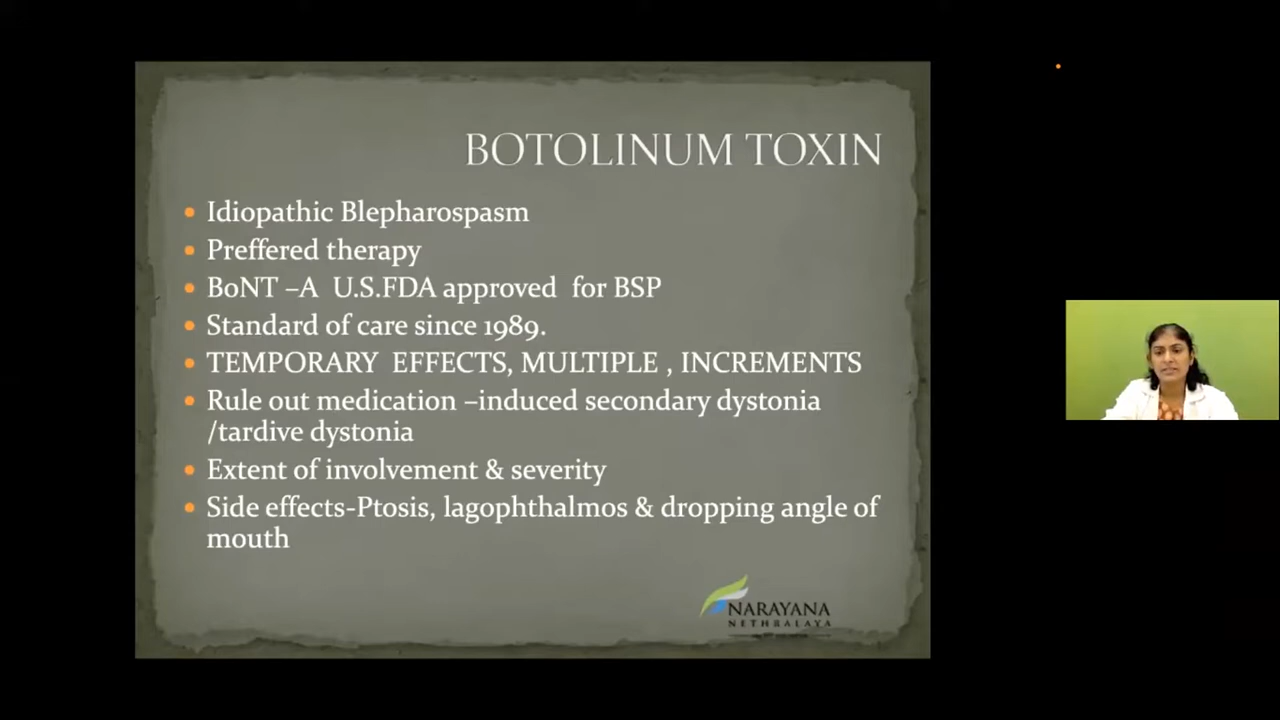 BOTOLINUM TOXIN
Idiopathic Blepharospasm
Preffered therapy
BoNT –A U.S.FDA approved for BSP
Standard of care since 1989.
TEMPORARY EFFECTS, MULTIPLE , INCREMENTS
Rule out medication –induced secondary dystonia
/tardive dystonia
Extent of involvement & severity
Side effects-Ptosis, lagophthalmos & dropping angle of
mouth
NARAYANA
NETHRALAYA